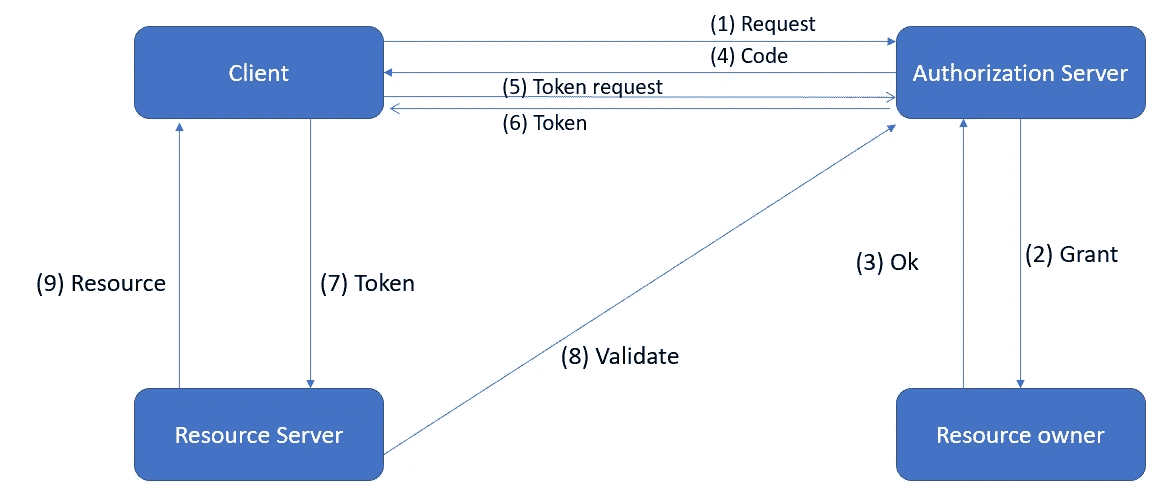 (1) Request
Client
(4) Code
Authorization Server
(5) Token request
(6) Token
(9) Resource
(7) Token
(3) Ok
(2) Grant
(8) Validate
Resource Server
Resource owner